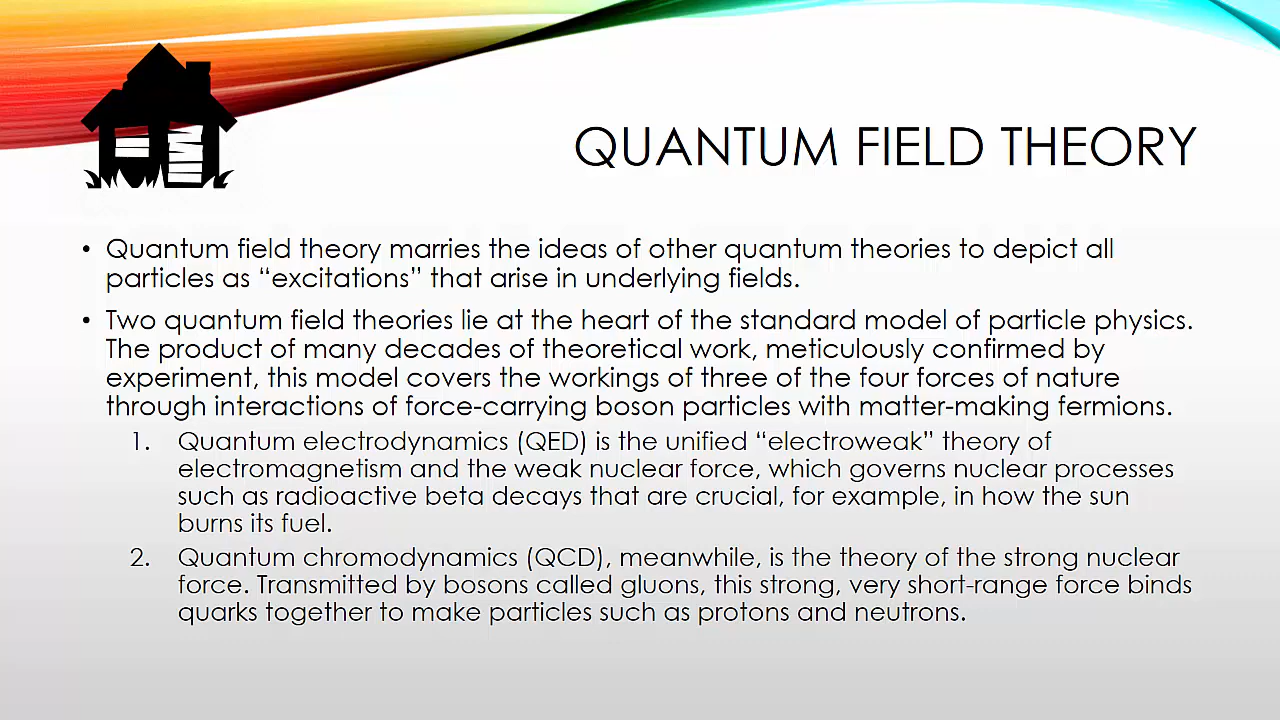 QUANTUM FIELD THEORY
• Quantum field theory marries the ideas of other quantum theories to depict all
particles as “excitations” that arise in underlying fields.
• Two quantum field theories lie at the heart of the standard model of particle physics.
The product of many decades of theoretical work, meticulously confirmed by
experiment, this model covers the workings of three of the four forces of nature
through interactions of force-carrying boson particles with matter-making fermions.
1. Quantum electrodynamics (QED) is the unified “electroweak” theory of
electromagnetism and the weak nuclear force, which governs nuclear processes
such as radioactive beta decays that are crucial, for example, in how the sun
burns its fuel.
2. Quantum chromodynamics (QCD), meanwhile, is the theory of the strong nuclear
force. Transmitted by bosons called gluons, this strong, very short-range force binds
quarks together to make particles such as protons and neutrons.